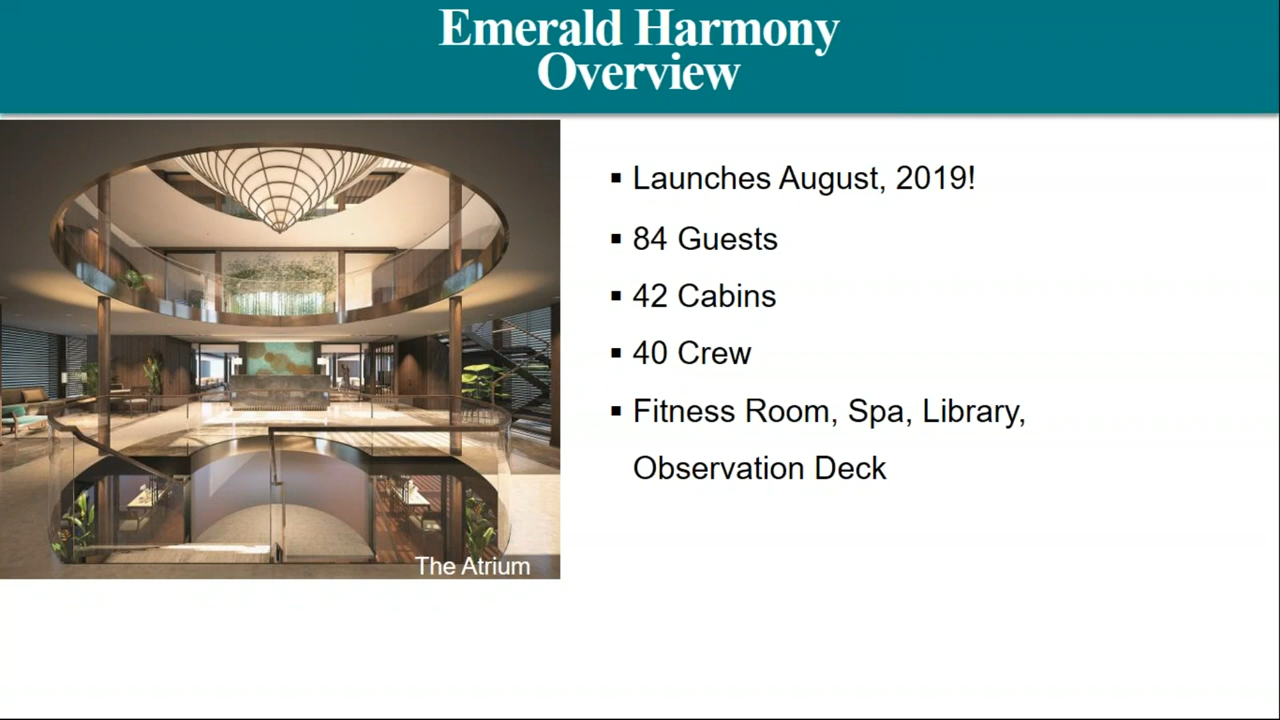 Emerald Harmony
Overview
▪ Launches August, 2019!
▪ 84 Guests
▪ 42 Cabins
▪ 40 Crew
▪ Fitness Room, Spa, Library,
Observation Deck
The Atrium